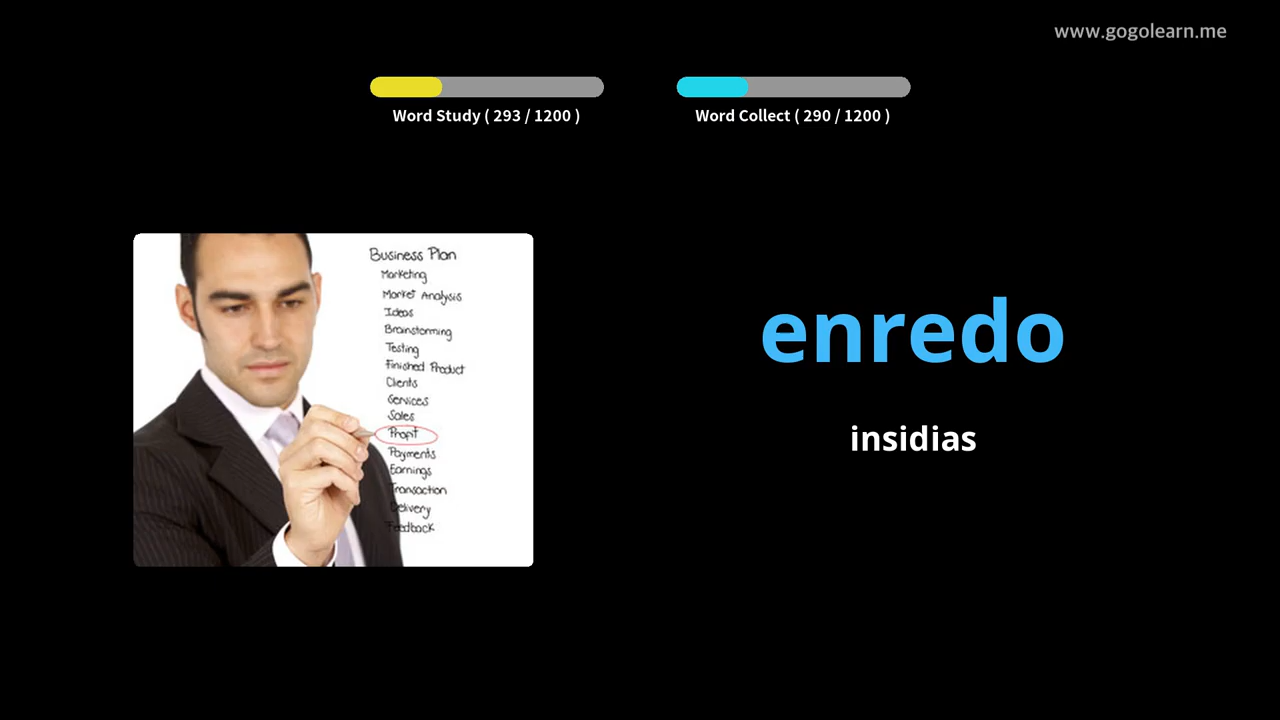 www.gogolearn.me
Word Study ( 293 / 1200 )
Word Collect ( 290 / 1200 )
Business Plan
Marketing
Market Analysis
Ideas
Brainstorming
Testing
Finished Product
Clients
Services
Sales
Profit
Payments
Earnings
Transaction
Delivery
Feedback
enredo
insidias